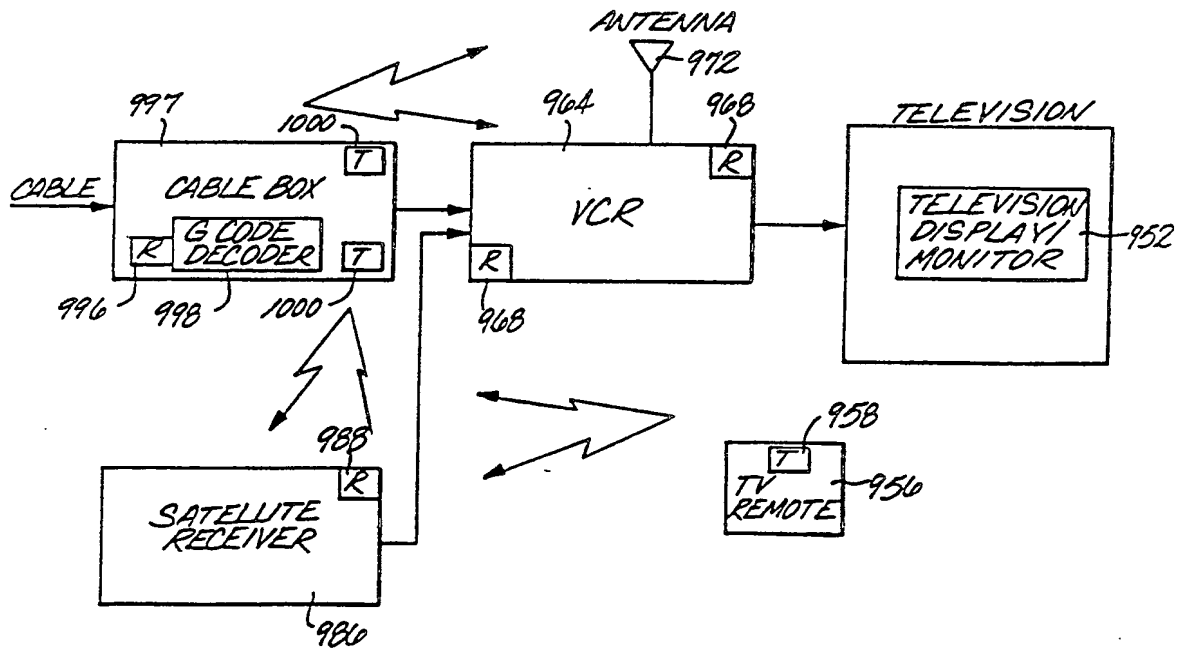 ANTENNA
972
997
1000
964
968
TELEVISION
T
R
CABLE
CABLE BOX
VCR
TELEVISION
DISPLAY/
MONITOR
952
G CODE
DECODER
R
T
R
996
998
1000
968
988
R
958
T
TV
REMOTE
956
SATELLITE
RECEIVER
986